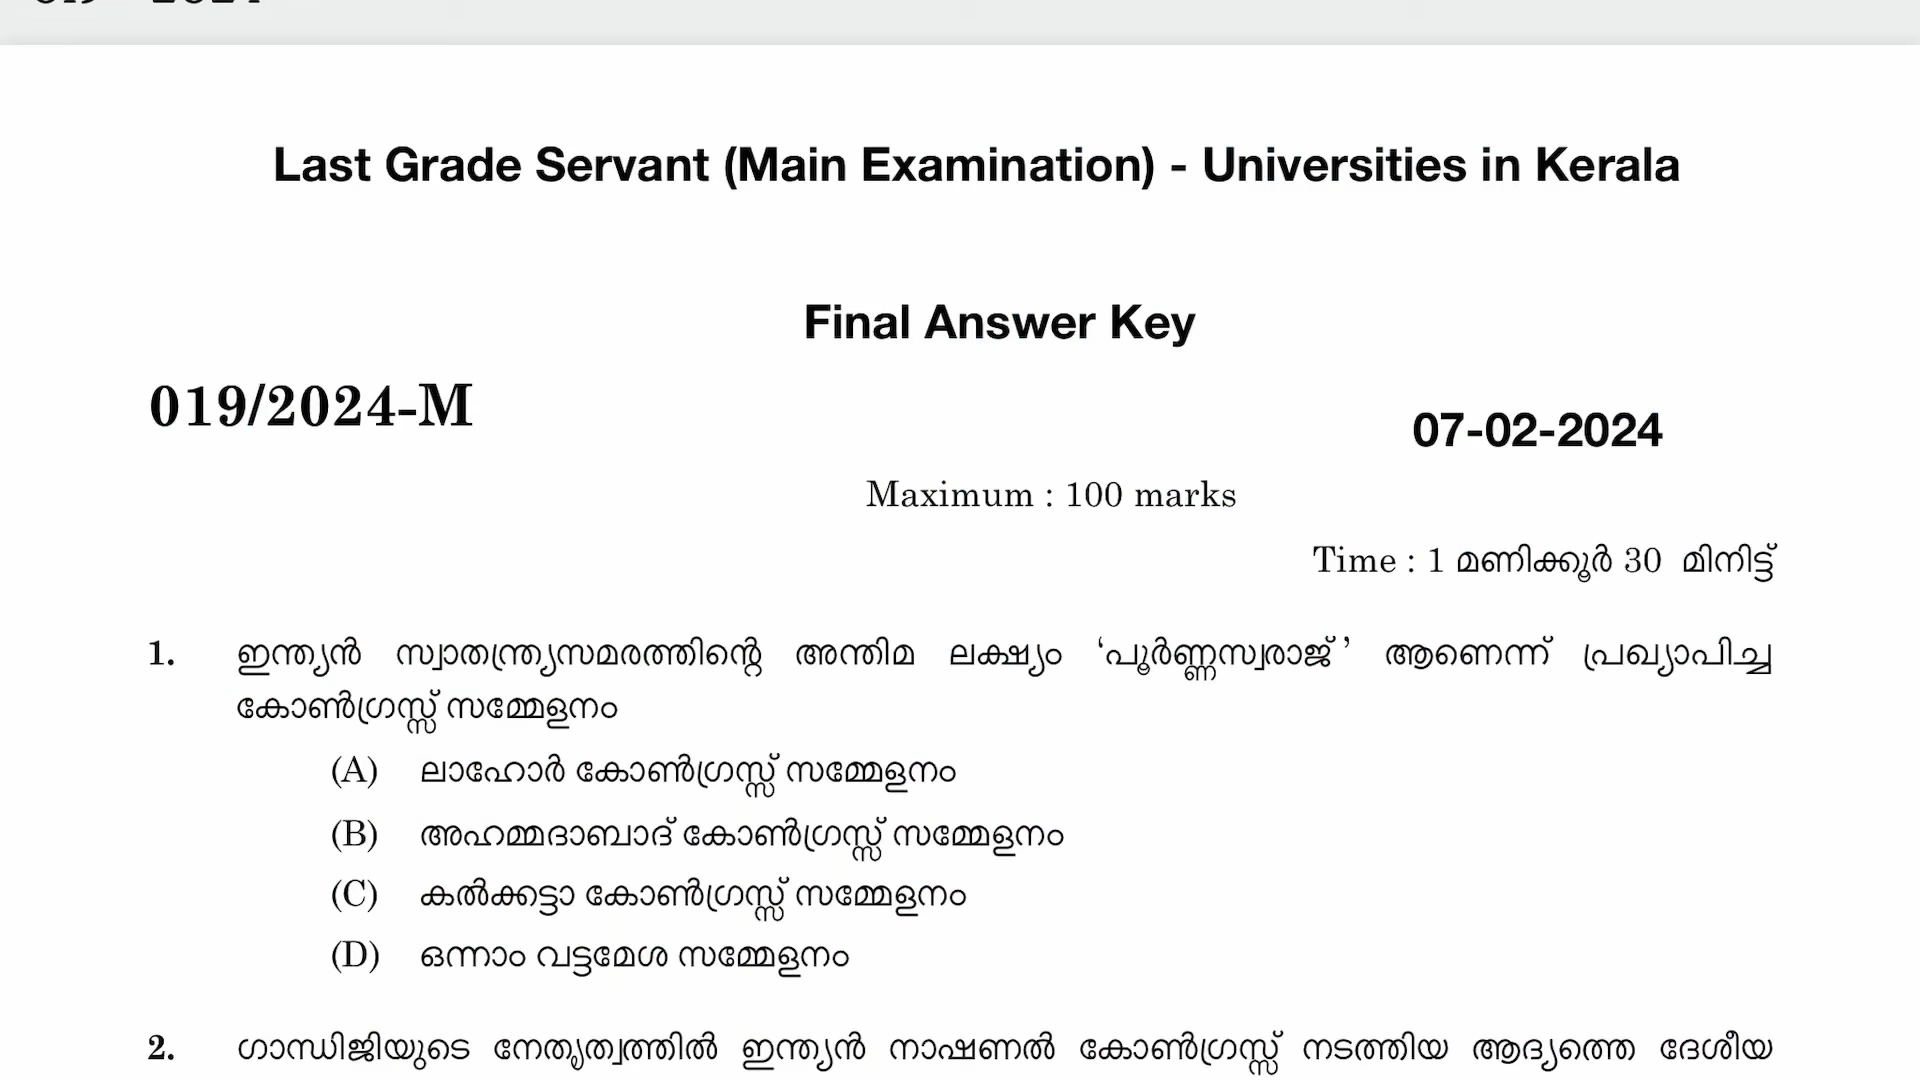 019 - 2024
Last Grade Servant (Main Examination) - Universities in Kerala
Final Answer Key
019/2024-M
07-02-2024
Maximum : 100 marks
Time : 1 മണിക്കൂർ 30 മിനിട്ട്
1. ഇന്ത്യൻ സ്വാതന്ത്ര്യസമരത്തിന്റെ അന്തിമ ലക്ഷ്യം ‘പൂർണ്ണസ്വരാജ്’ ആണെന്ന് പ്രഖ്യാപിച്ച
കോൺഗ്രസ്സ് സമ്മേളനം
(A) ലാഹോർ കോൺഗ്രസ്സ് സമ്മേളനം
(B) അഹമ്മദാബാദ് കോൺഗ്രസ്സ് സമ്മേളനം
(C) കൽക്കട്ടാ കോൺഗ്രസ്സ് സമ്മേളനം
(D) ഒന്നാം വട്ടമേശ സമ്മേളനം
2. ഗാന്ധിജിയുടെ നേതൃത്വത്തിൽ ഇന്ത്യൻ നാഷണൽ കോൺഗ്രസ്സ് നടത്തിയ ആദ്യത്തെ ദേശീയ